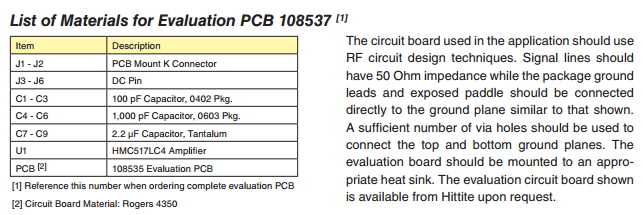 List of Materials for Evaluation PCB 108537 [1]
Item Description
J1 - J2 PCB Mount K Connector
J3 - J6 DC Pin
C1 - C3 100 pF Capacitor, 0402 Pkg.
C4 - C6 1,000 pF Capacitor, 0603 Pkg.
C7 - C9 2.2 µF Capacitor, Tantalum
U1 HMC517LC4 Amplifier
PCB [2] 108535 Evaluation PCB
[1] Reference this number when ordering complete evaluation PCB
[2] Circuit Board Material: Rogers 4350
The circuit board used in the application should use
RF circuit design techniques. Signal lines should
have 50 Ohm impedance while the package ground
leads and exposed paddle should be connected
directly to the ground plane similar to that shown.
A sufficient number of via holes should be used to
connect the top and bottom ground planes. The
evaluation board should be mounted to an appro-
priate heat sink. The evaluation circuit board shown
is available from Hittite upon request.